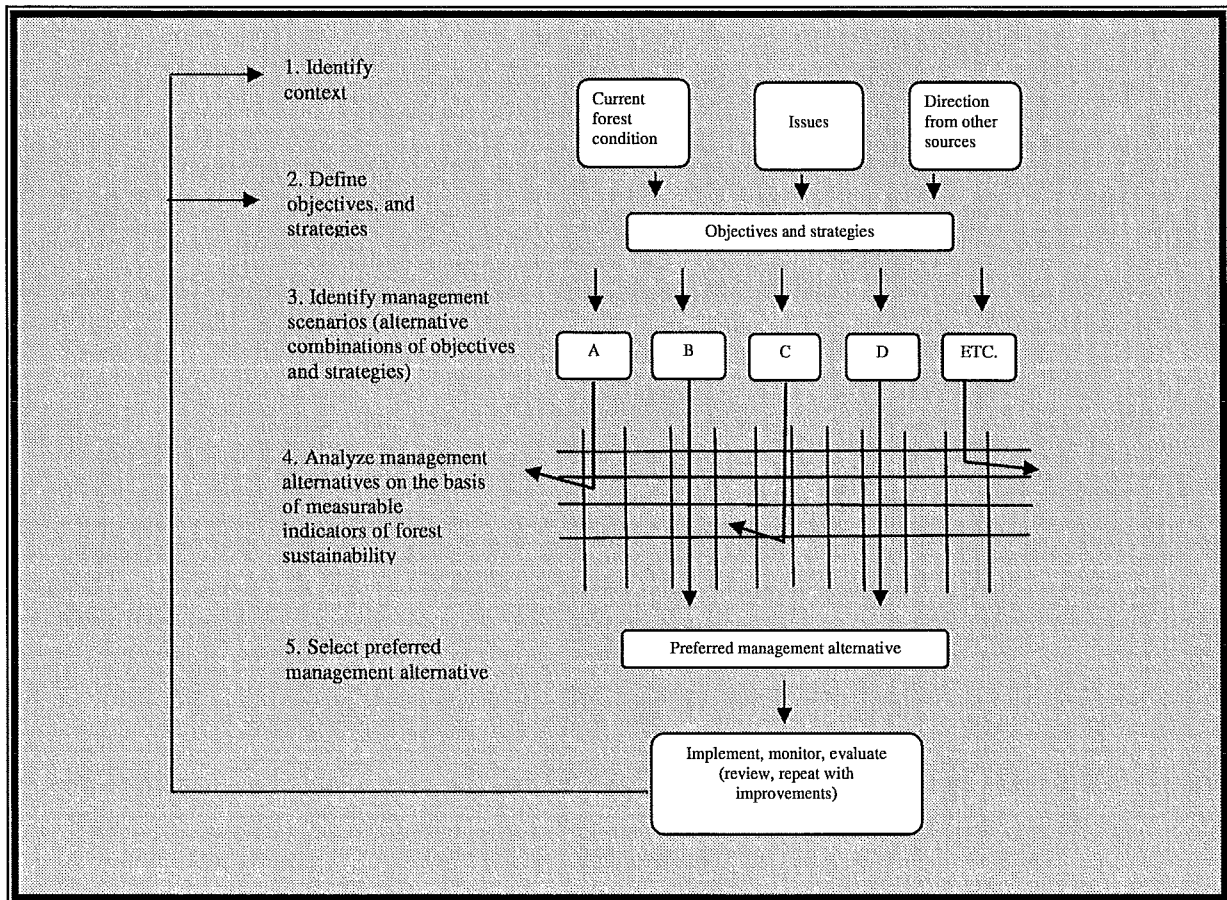 1. Identify
context
Current
forest
condition
Issues
Direction
from other
sources
2. Define
objectives, and
strategies
Objectives and strategies
3. Identify management
scenarios (alternative
combinations of objectives
and strategies)
A
B
C
D
ETC.
4. Analyze management
alternatives on the basis
of measurable
indicators of forest
sustainability
5. Select preferred
management alternative
Preferred management alternative
Implement, monitor, evaluate
(review, repeat with
improvements)